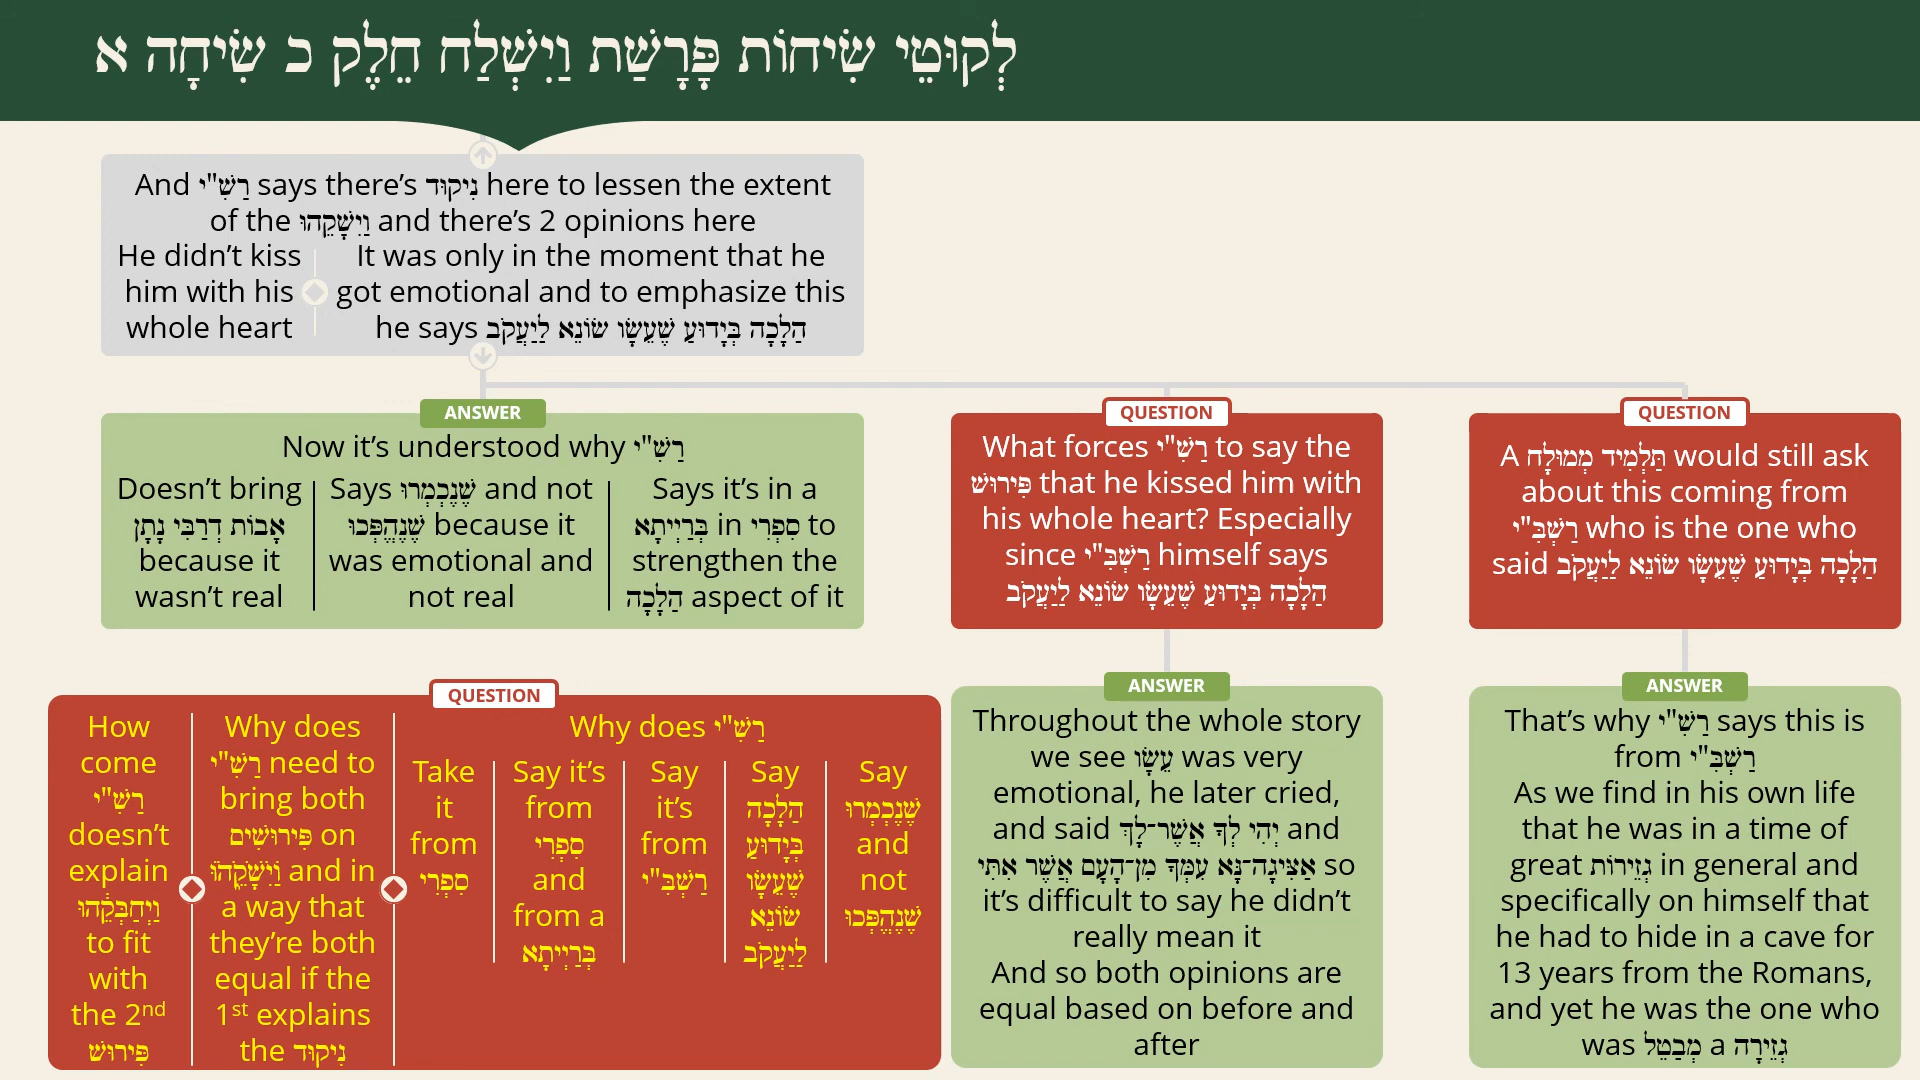 לְקוּטֵי שִׂיחוֹת פָּרָשַׁת וַיִּשְׁלַח חֵלֶק כ שִׂיחָה א
And רַשִּׁ"י says there's נִיקוּד here to lessen the extent
of the וַיִּשָּׁקֵהוּ and there's 2 opinions here
He didn't kiss
him with his
whole heart
It was only in the moment that he
got emotional and to emphasize this
he says הַלָכָה בְּיָדוּעַ שֶׁעֵשָׂו שׂוֹנֵא לְיַעֲקֹב
ANSWER
Now it's understood why רַשִּׁ"י
Doesn't bring
אָבוֹת דְרַבִּי נָתָן
because it
wasn't real
Says שֶׁנִכְמְרוּ and not
שֶׁנֶהֶפְּכוּ because it
was emotional and
not real
Says it's in a
בְּרַיְיתָא in סִפְרִי to
strengthen the
הַלָכָה aspect of it
QUESTION
What forces רַשִּׁ"י to say the
פִּירוּשׁ that he kissed him with
his whole heart? Especially
since רַשְׁבִּ"י himself says
הַלָכָה בְּיָדוּעַ שֶׁעֵשָׂו שׂוֹנֵא לְיַעֲקֹב
QUESTION
A תַּלְמִיד מְמוּלָח would still ask
about this coming from
רַשְׁבִּ"י who is the one who
said הַלָכָה בְּיָדוּעַ שֶׁעֵשָׂו שׂוֹנֵא לְיַעֲקֹב
QUESTION
How
come
רַשִּׁ"י
doesn't
explain
וַיְחַבְּקֵהוּ
to fit
with
the 2nd
פִּירוּשׁ
Why does
רַשִּׁ"י need to
bring both
פִּירוּשִׁים on
וַיִּשָּׁקֵהוּ and in
a way that
they're both
equal if the
1st explains
the נִיקוּד
Why does רַשִּׁ"י
Take
it
from
סִפְרִי
Say it's
from
סִפְרִי
and
from a
בְּרַיְיתָא
Say
it's
from
רַשְׁבִּ"י
Say
הַלָכָה
בְּיָדוּעַ
שֶׁעֵשָׂו
שׂוֹנֵא
לְיַעֲקֹב
Say
שֶׁנִכְמְרוּ
and
not
שֶׁנֶהֶפְּכוּ
ANSWER
Throughout the whole story
we see עֵשָׂו was very
emotional, he later cried,
and said יְהִי לְךָ אֲשֶׁר־לָךְ and
אַצִּיגָה־נָּא עִמְּךָ מִן־הָעָם אֲשֶׁר אִתִּי so
it's difficult to say he didn't
really mean it
And so both opinions are
equal based on before and
after
ANSWER
That's why רַשִּׁ"י says this is
from רַשְׁבִּ"י
As we find in his own life
that he was in a time of
great גְזֵירוֹת in general and
specifically on himself that
he had to hide in a cave for
13 years from the Romans,
and yet he was the one who
was מְבַטֵל a גְזֵירָה